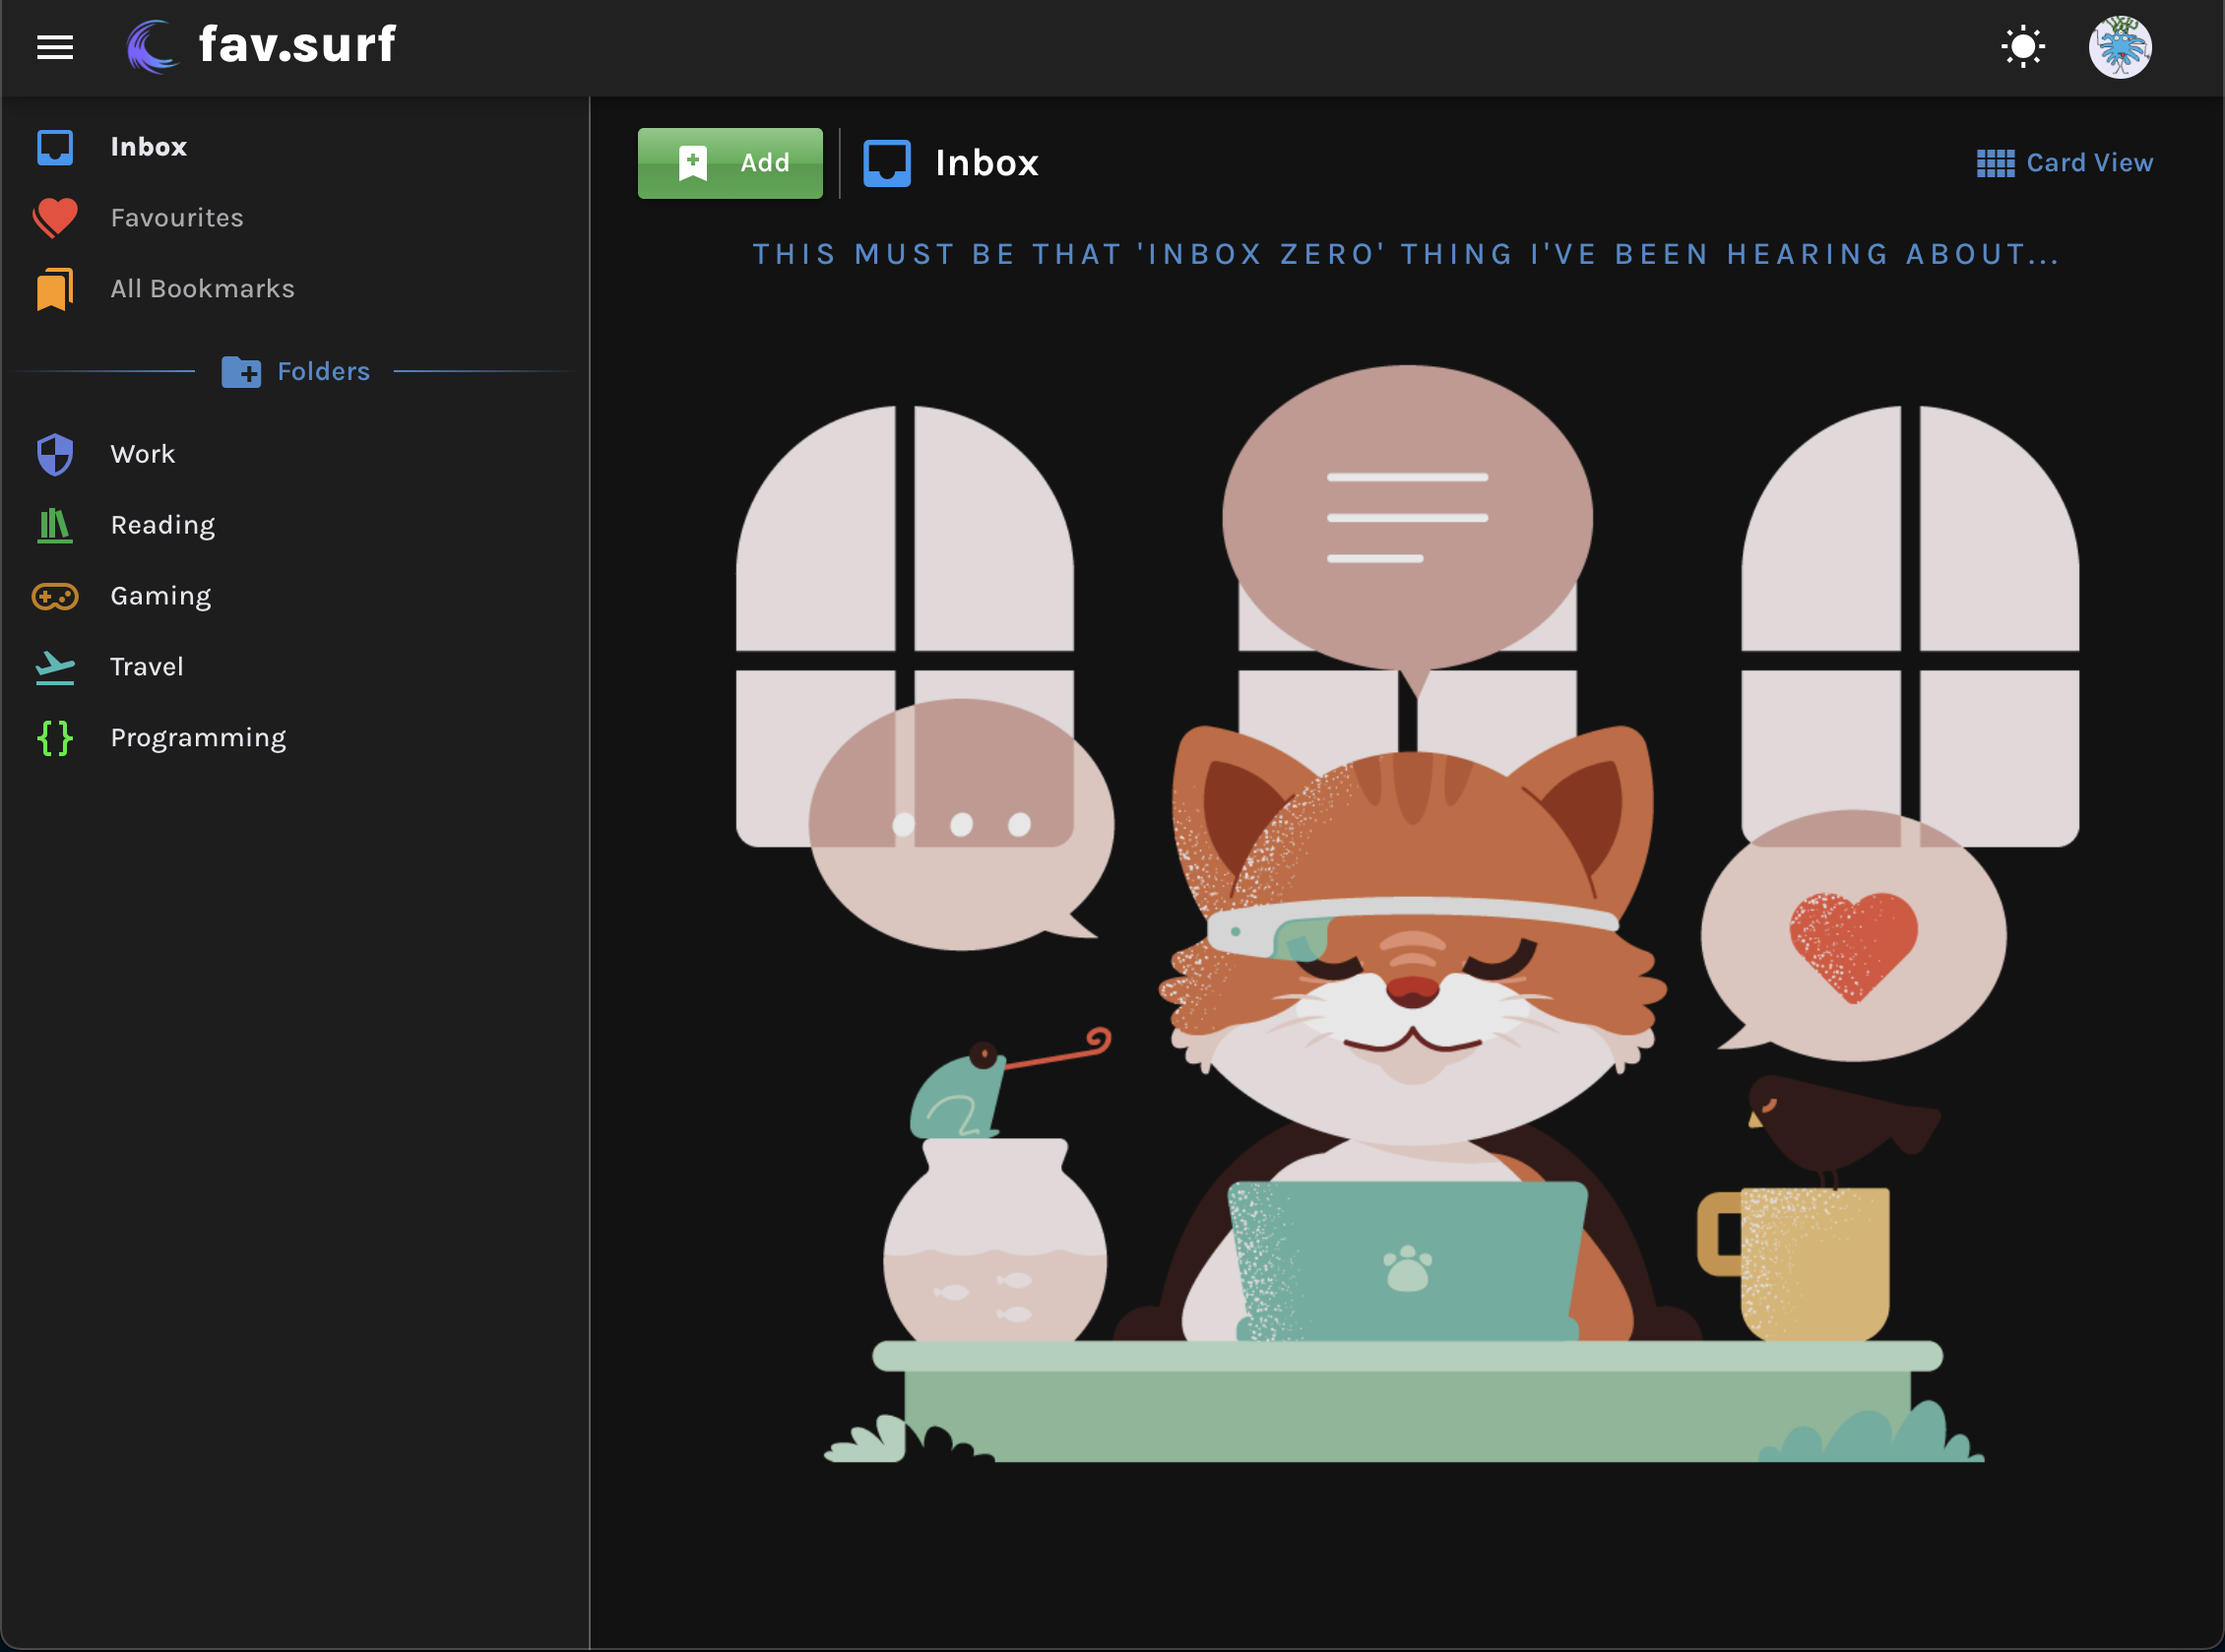 fav.surf
Inbox
Favourites
All Bookmarks
Folders
Work
Reading
Gaming
Travel
Programming
Add
Inbox
Card View
THIS MUST BE THAT 'INBOX ZERO' THING I'VE BEEN HEARING ABOUT...